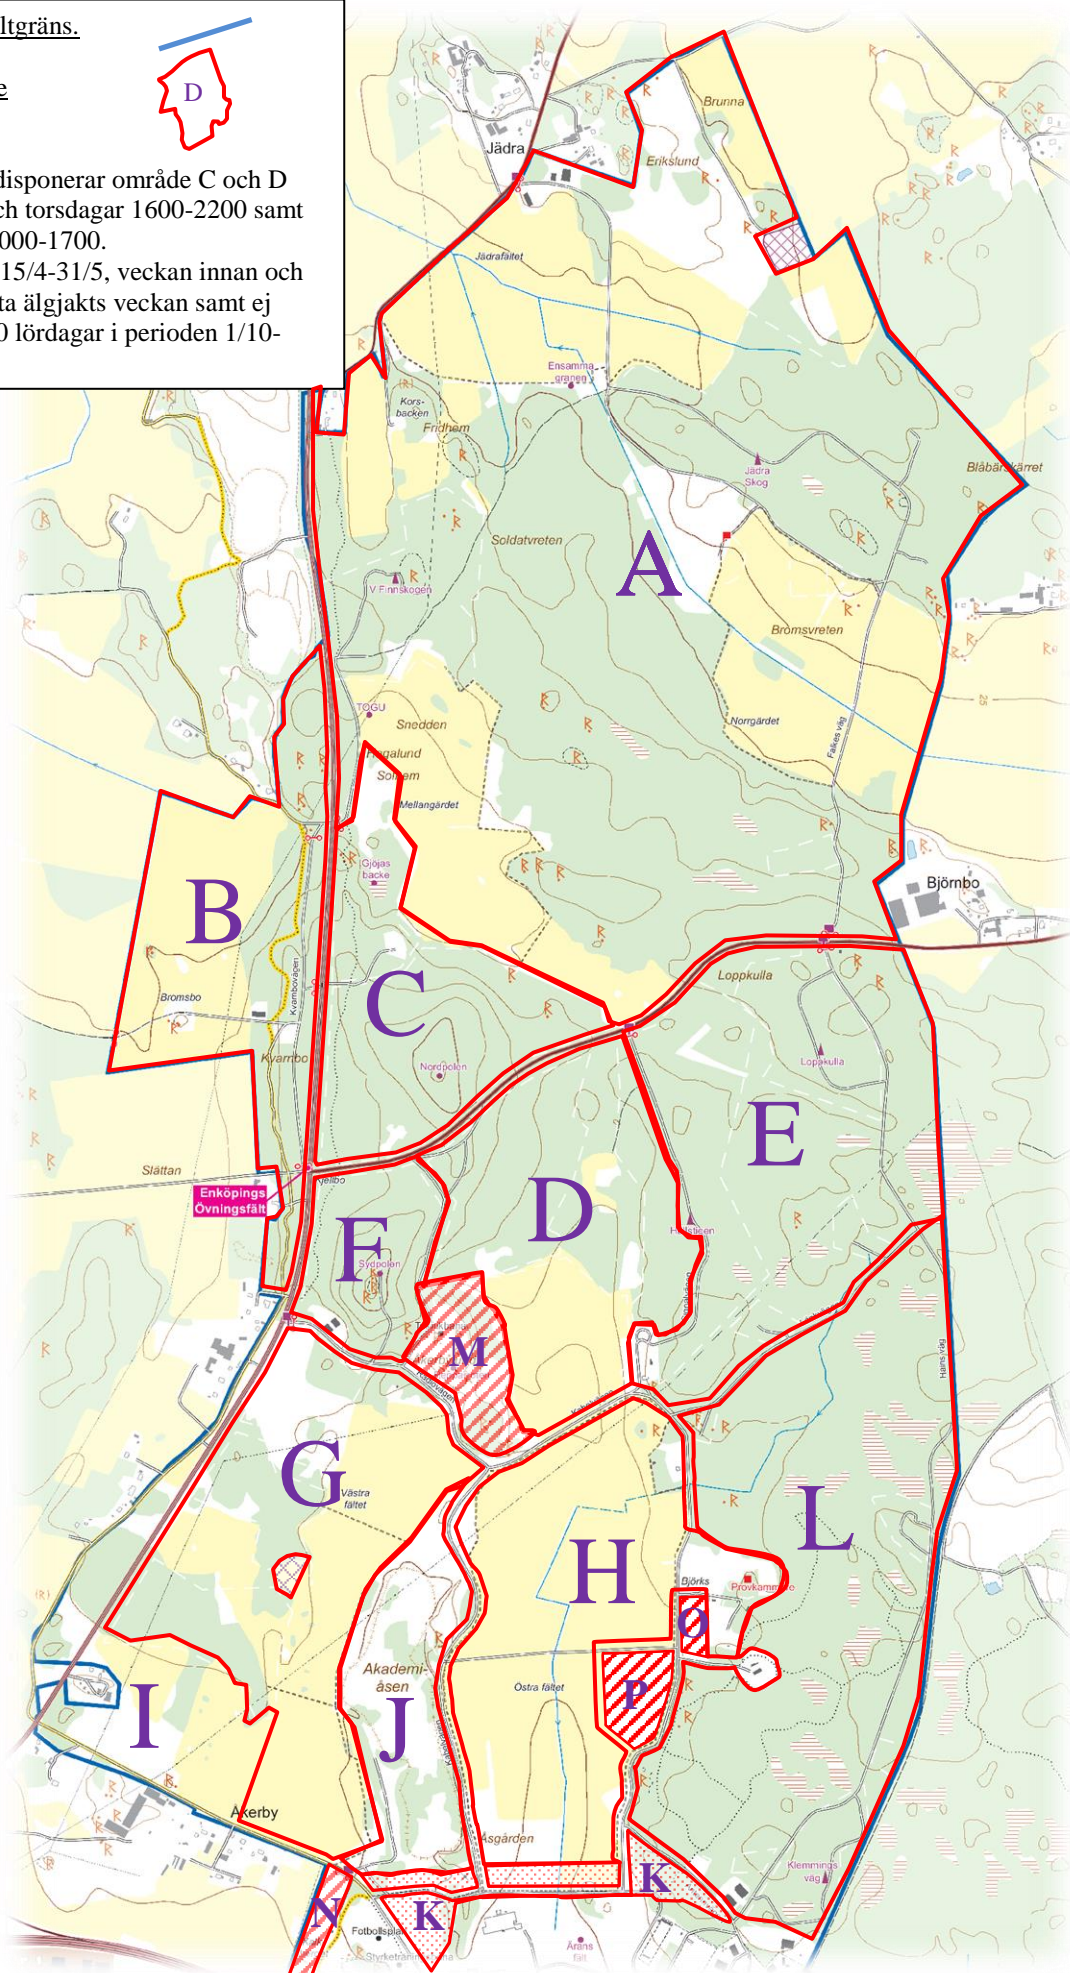 ltgräns.
e
D
disponerar område C och D
ch torsdagar 1600-2200 samt
000-1700.
15/4-31/5, veckan innan och
ta älgjakts veckan samt ej
0 lördagar i perioden 1/10-
Brunna
Jädra
Erikslund
Jädrafältet
Ensamma
granen
(R)
Kors-
backen
Fridhem
Jädra
Skog
Blåbärskärret
Soldatvreten
A
V Finnskogen
Bromsvreten
TOGU
Snedden
Norrgärdet
Falkes väg
25
Mellangärdet
Gjöjas
backe
B
Björnbo
Loppkulla
C
Bromsbo
Kvarnbovägen
Kvarnbo
Nordpolen
Loppkulla
E
Slättan
Enköpings
Övningsfält
D
F
Sydpolen
M
Hains väg
G
Västra
fältet
L
H
Björks
Provkammare
O
(R)
Akademi-
åsen
Östra fältet
P
I
J
Åkerby
Åsgården
K
Klemmings
väg
N
K
Fotbollsplan
Ärans
fält